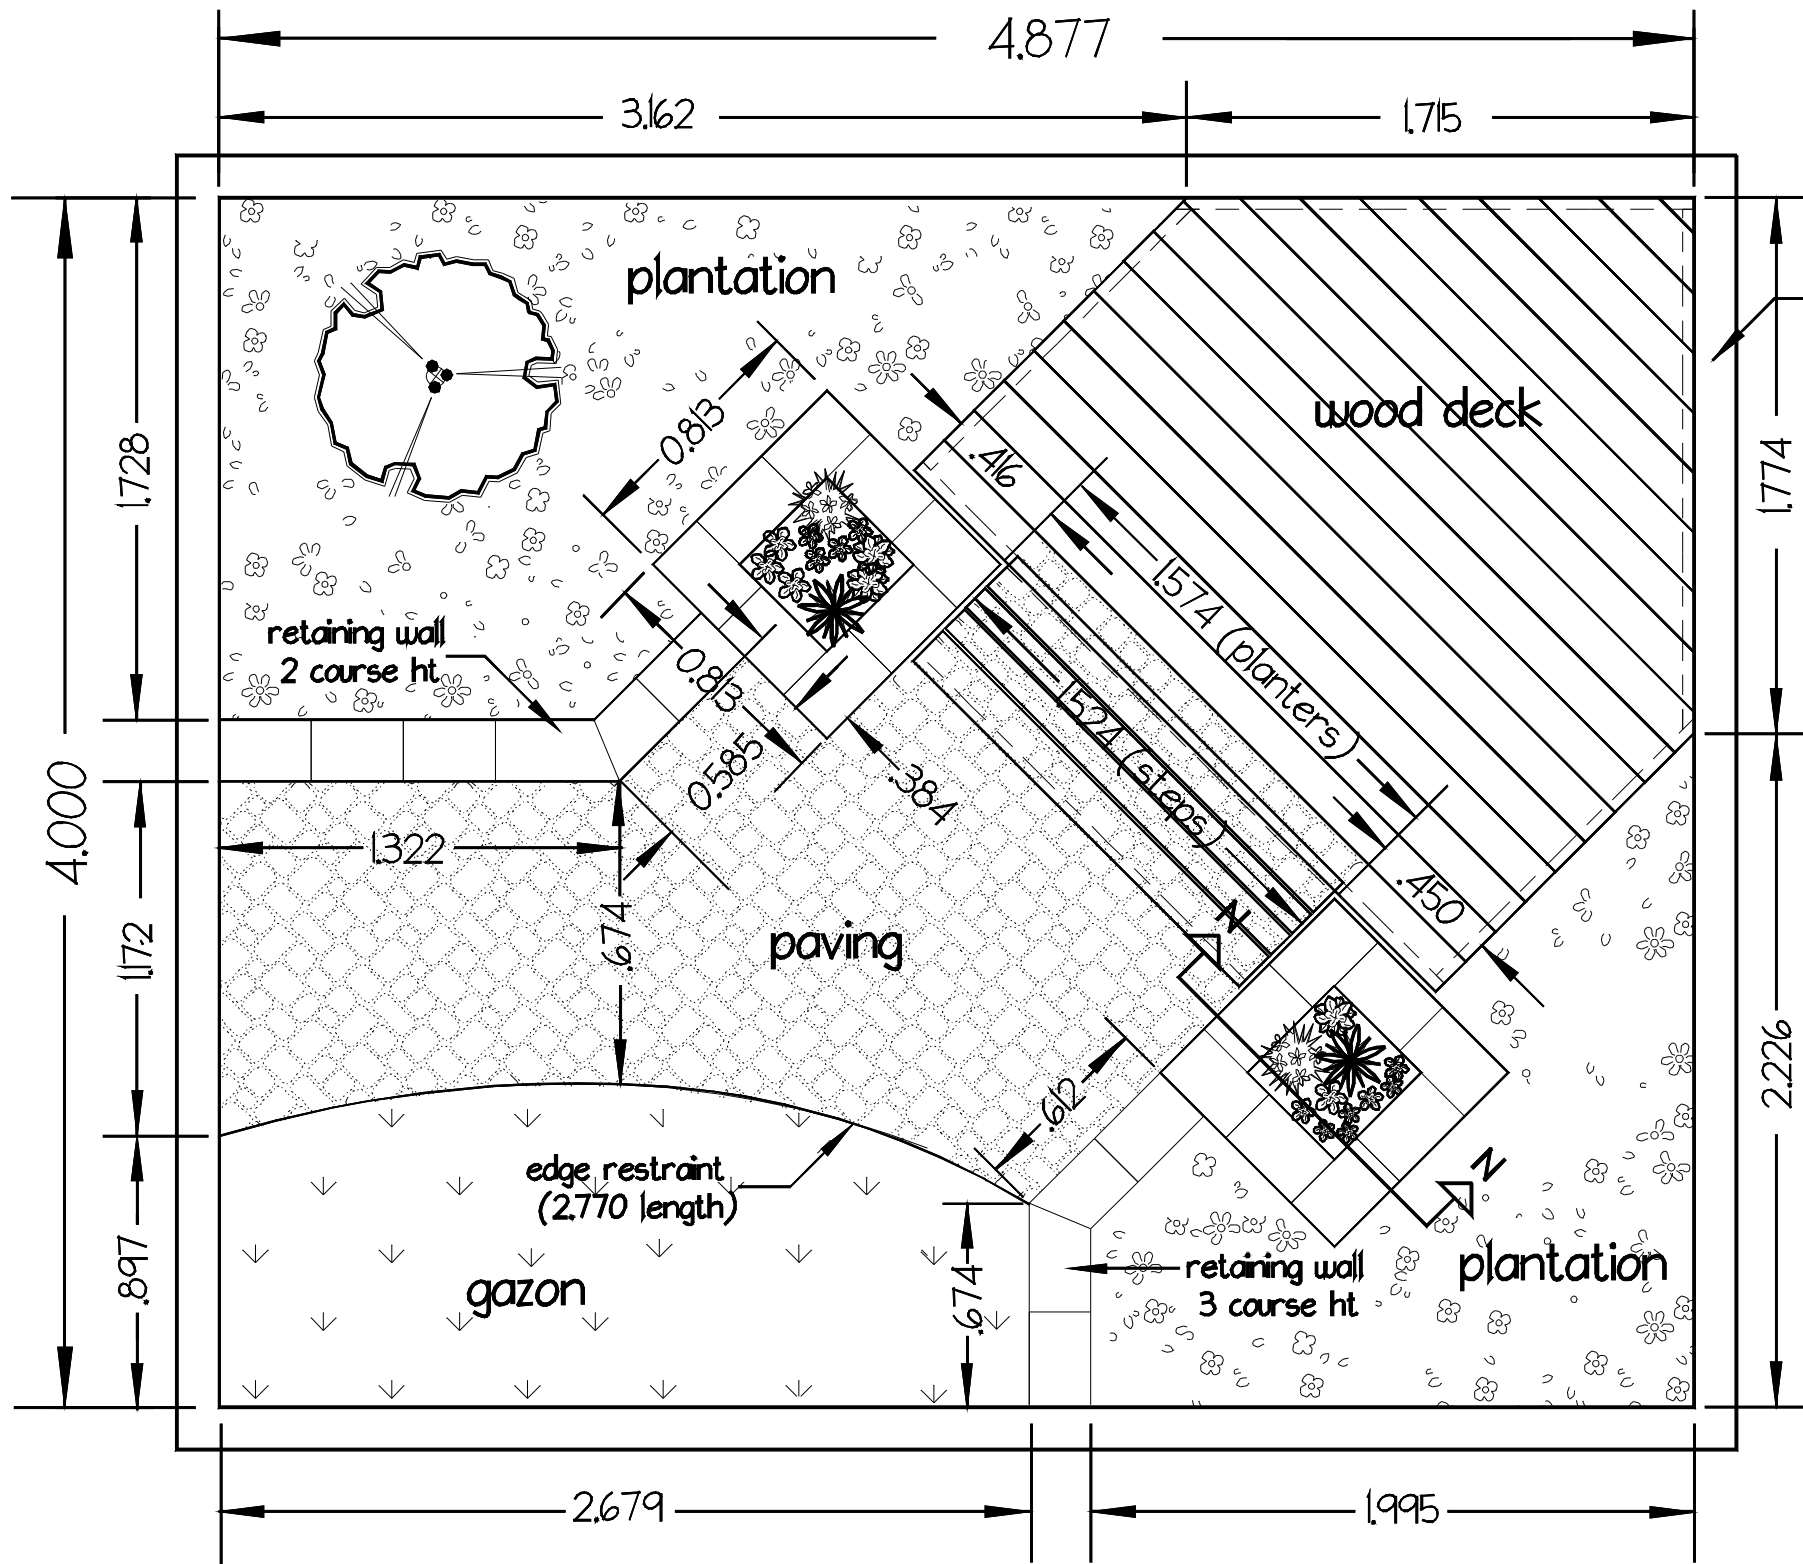 4.877
3.162
1.715
plantation
wood deck
0.813
.416
1.728
1.774
1.574 (planters)
retaining wall
2 course ht
0.813
1.524 (steps)
0.585
.384
4.000
1.322
.450
1.172
.674
paving
N
2.226
.612
edge restraint
(2.770 length)
N
.897
gazon
.674
retaining wall
3 course ht
plantation
2.679
1.995